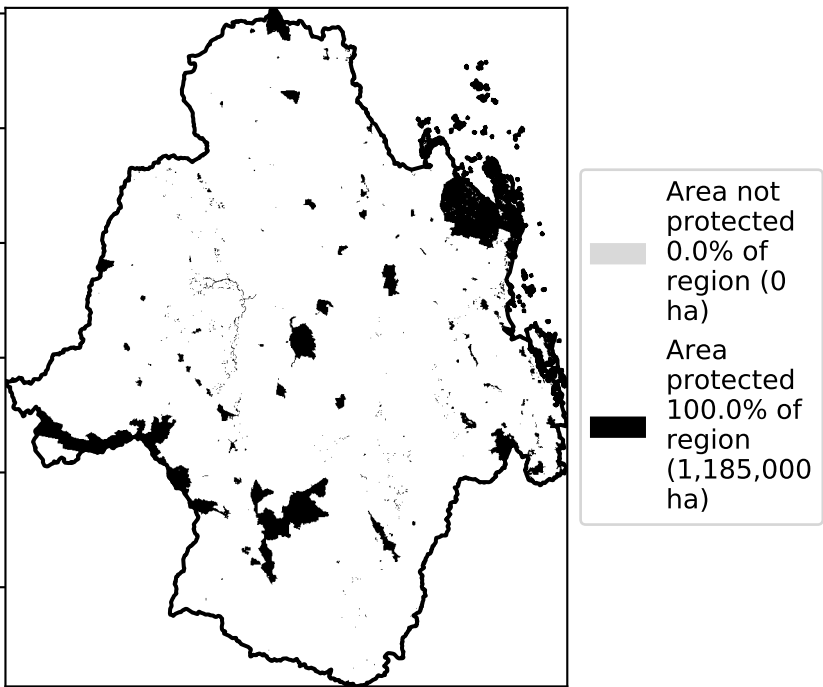 Area not
protected
0.0% of
region (0
ha)
Area
protected
100.0% of
region
(1,185,000
ha)